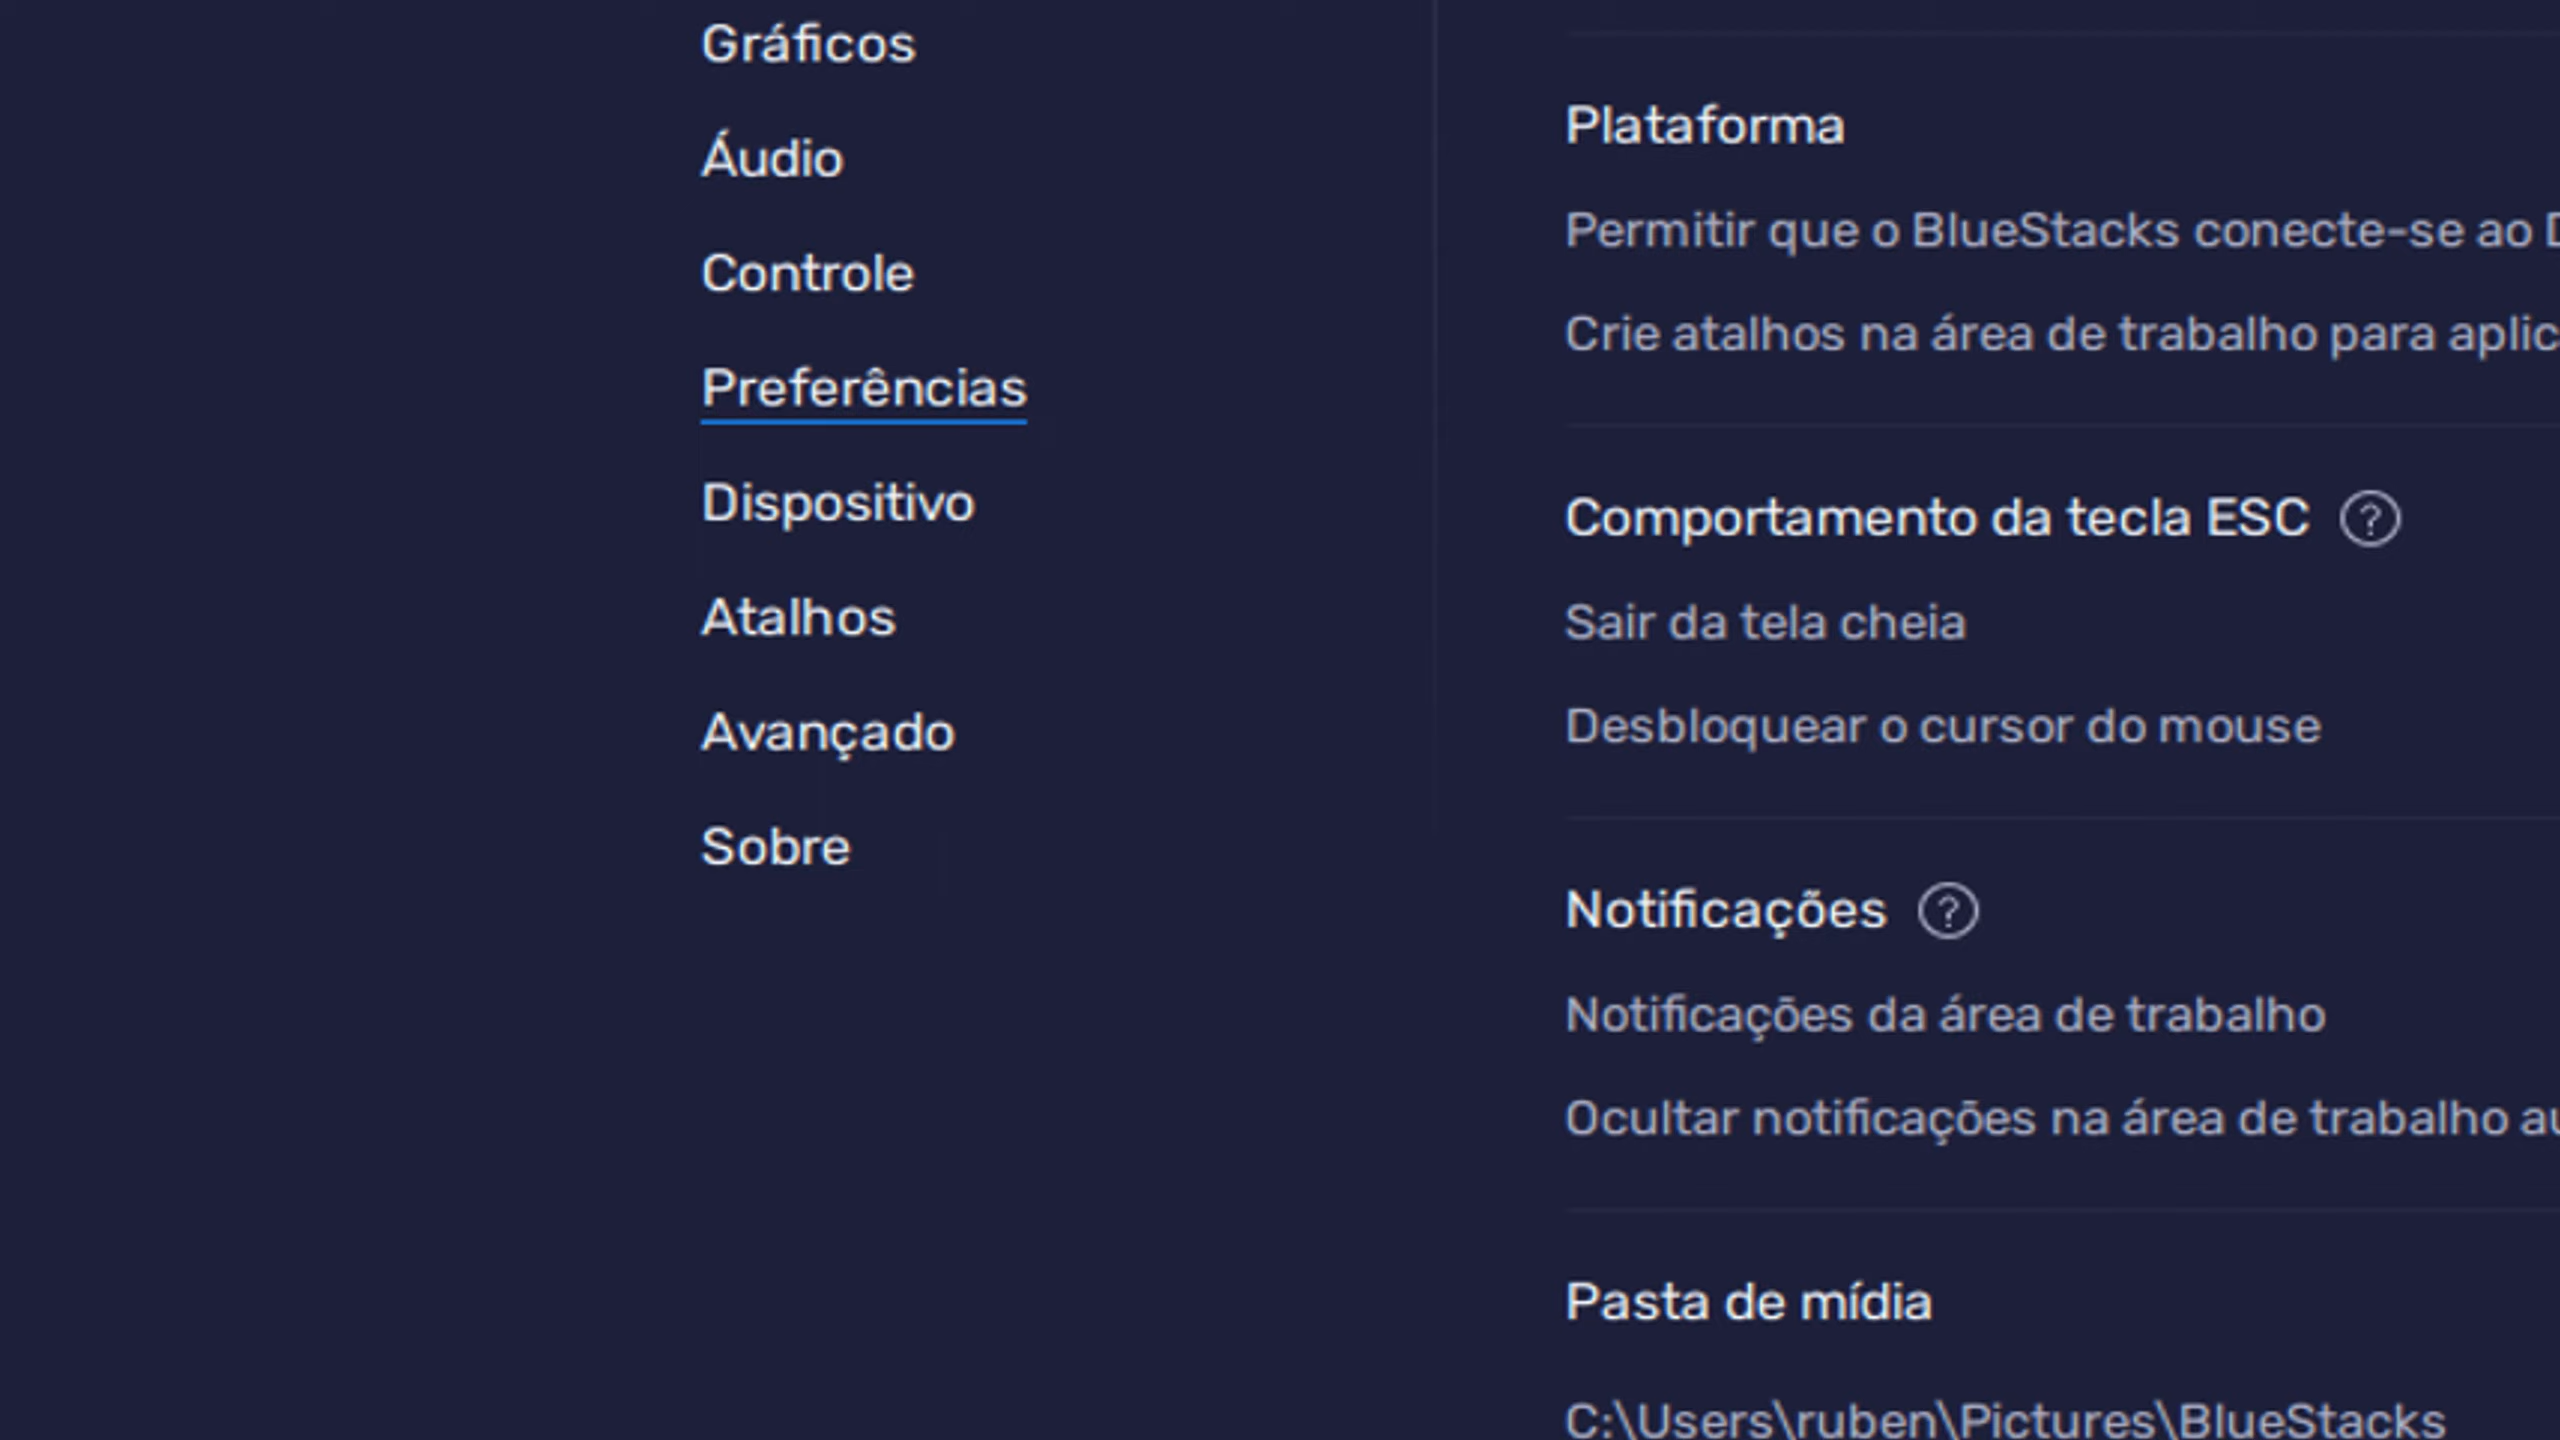 Gráficos
Áudio
Controle
Preferências
Dispositivo
Atalhos
Avançado
Sobre
Plataforma
Permitir que o BlueStacks conecte-se ao
Crie atalhos na área de trabalho para
Comportamento da tecla ESC ?
Sair da tela cheia
Desbloquear o cursor do mouse
Notificações ?
Notificações da área de trabalho
Ocultar notificações na área de trabalho
Pasta de mídia
C:\Users\ruben\Pictures\BlueStacks